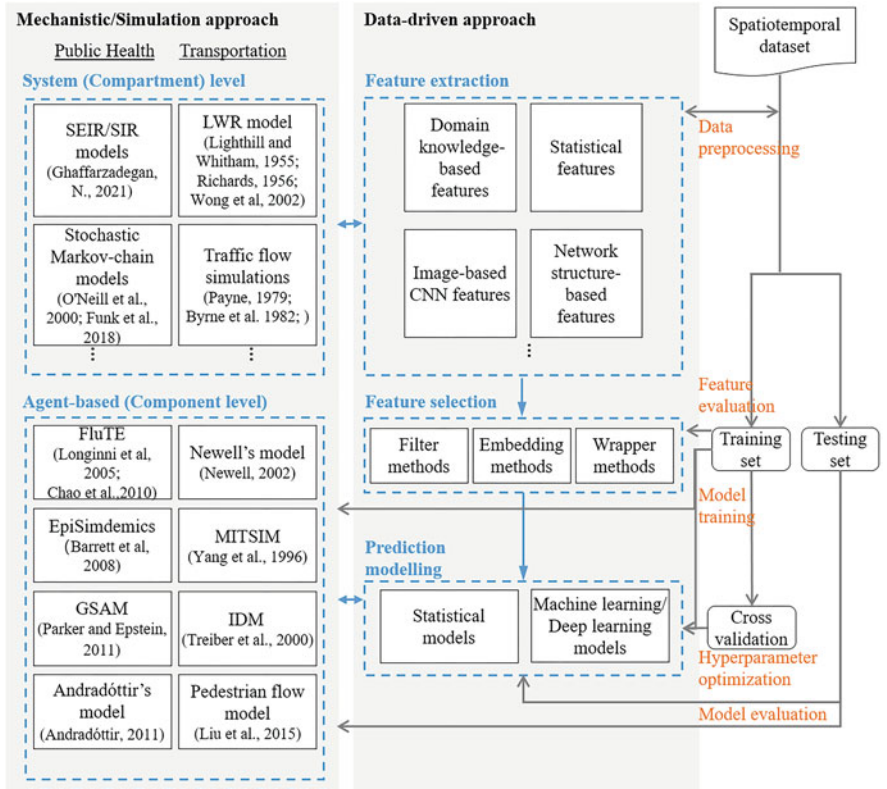 Mechanistic/Simulation approach
Public Health
Transportation
System (Compartment) level
SEIR/SIR
models
(Ghaffarzadegan,
N., 2021)
LWR model
(Lighthill and
Whitham, 1955;
Richards, 1956;
Wong et al, 2002)
Stochastic
Markov-chain
models
(O'Neill et al.,
2000; Funk et al.,
2018)
Traffic flow
simulations
(Payne, 1979;
Byrne et al. 1982; )
Agent-based (Component level)
FluTE
(Longinni et al,
2005;
Chao et al.,2010)
Newell's model
(Newell, 2002)
EpiSimdemics
(Barrett et al,
2008)
MITSIM
(Yang et al., 1996)
GSAM
(Parker and Epstein,
2011)
IDM
(Treiber et al., 2000)
Andradóttir's
model
(Andradóttir, 2011)
Pedestrian flow
model
(Liu et al., 2015)
Data-driven approach
Feature extraction
Domain
knowledge-
based
features
Statistical
features
Image-based
CNN features
Network
structure-
based
features
Feature selection
Filter
methods
Embedding
methods
Wrapper
methods
Prediction
modelling
Statistical
models
Machine learning/
Deep learning
models
Spatiotemporal
dataset
Data
preprocessing
Feature
evaluation
Training
set
Testing
set
Model
training
Cross
validation
Hyperparameter
optimization
Model evaluation